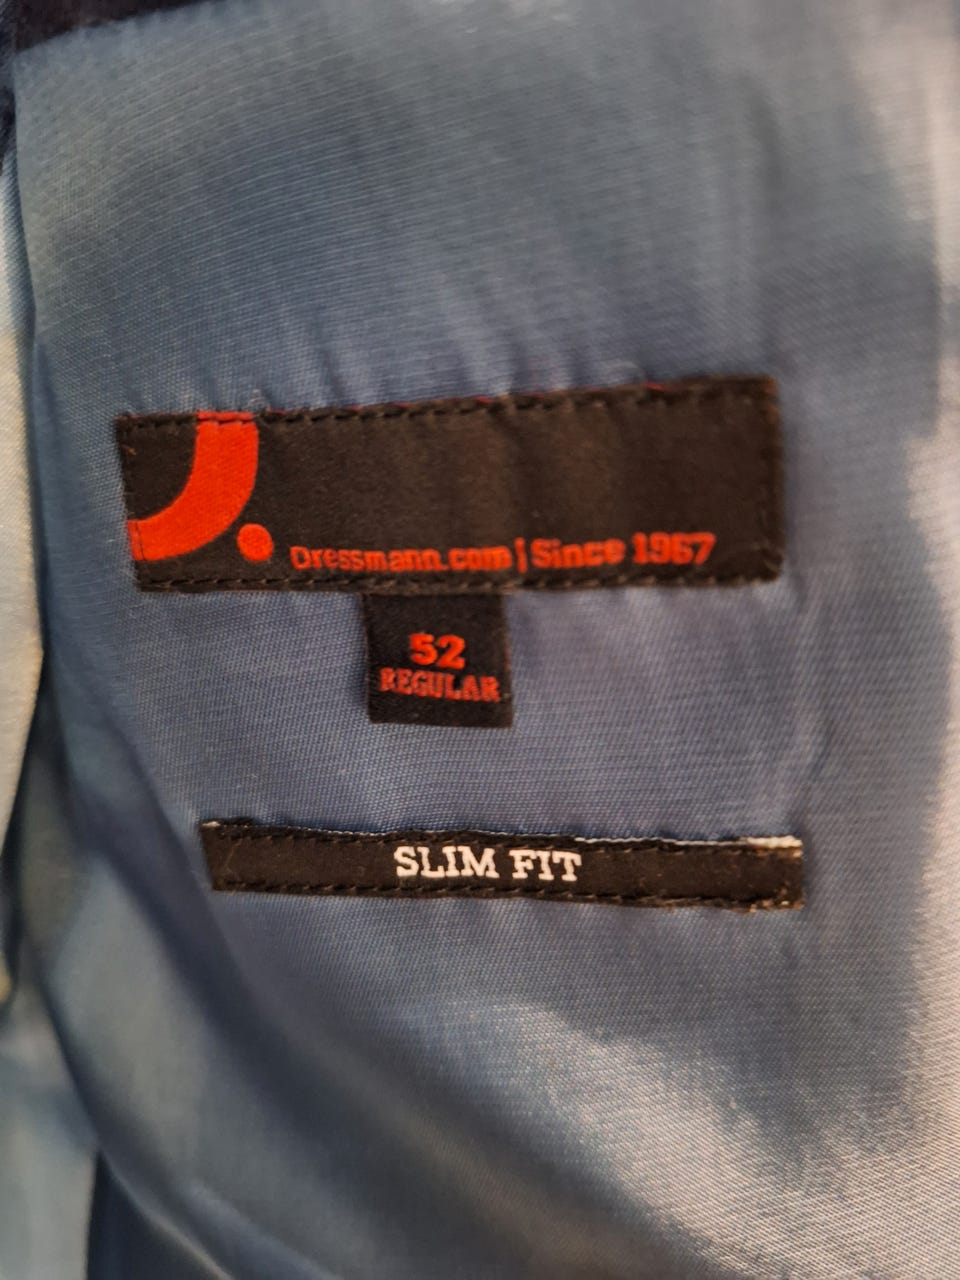 Dressmann.com | Since 1967
52
REGULAR
SLIM FIT